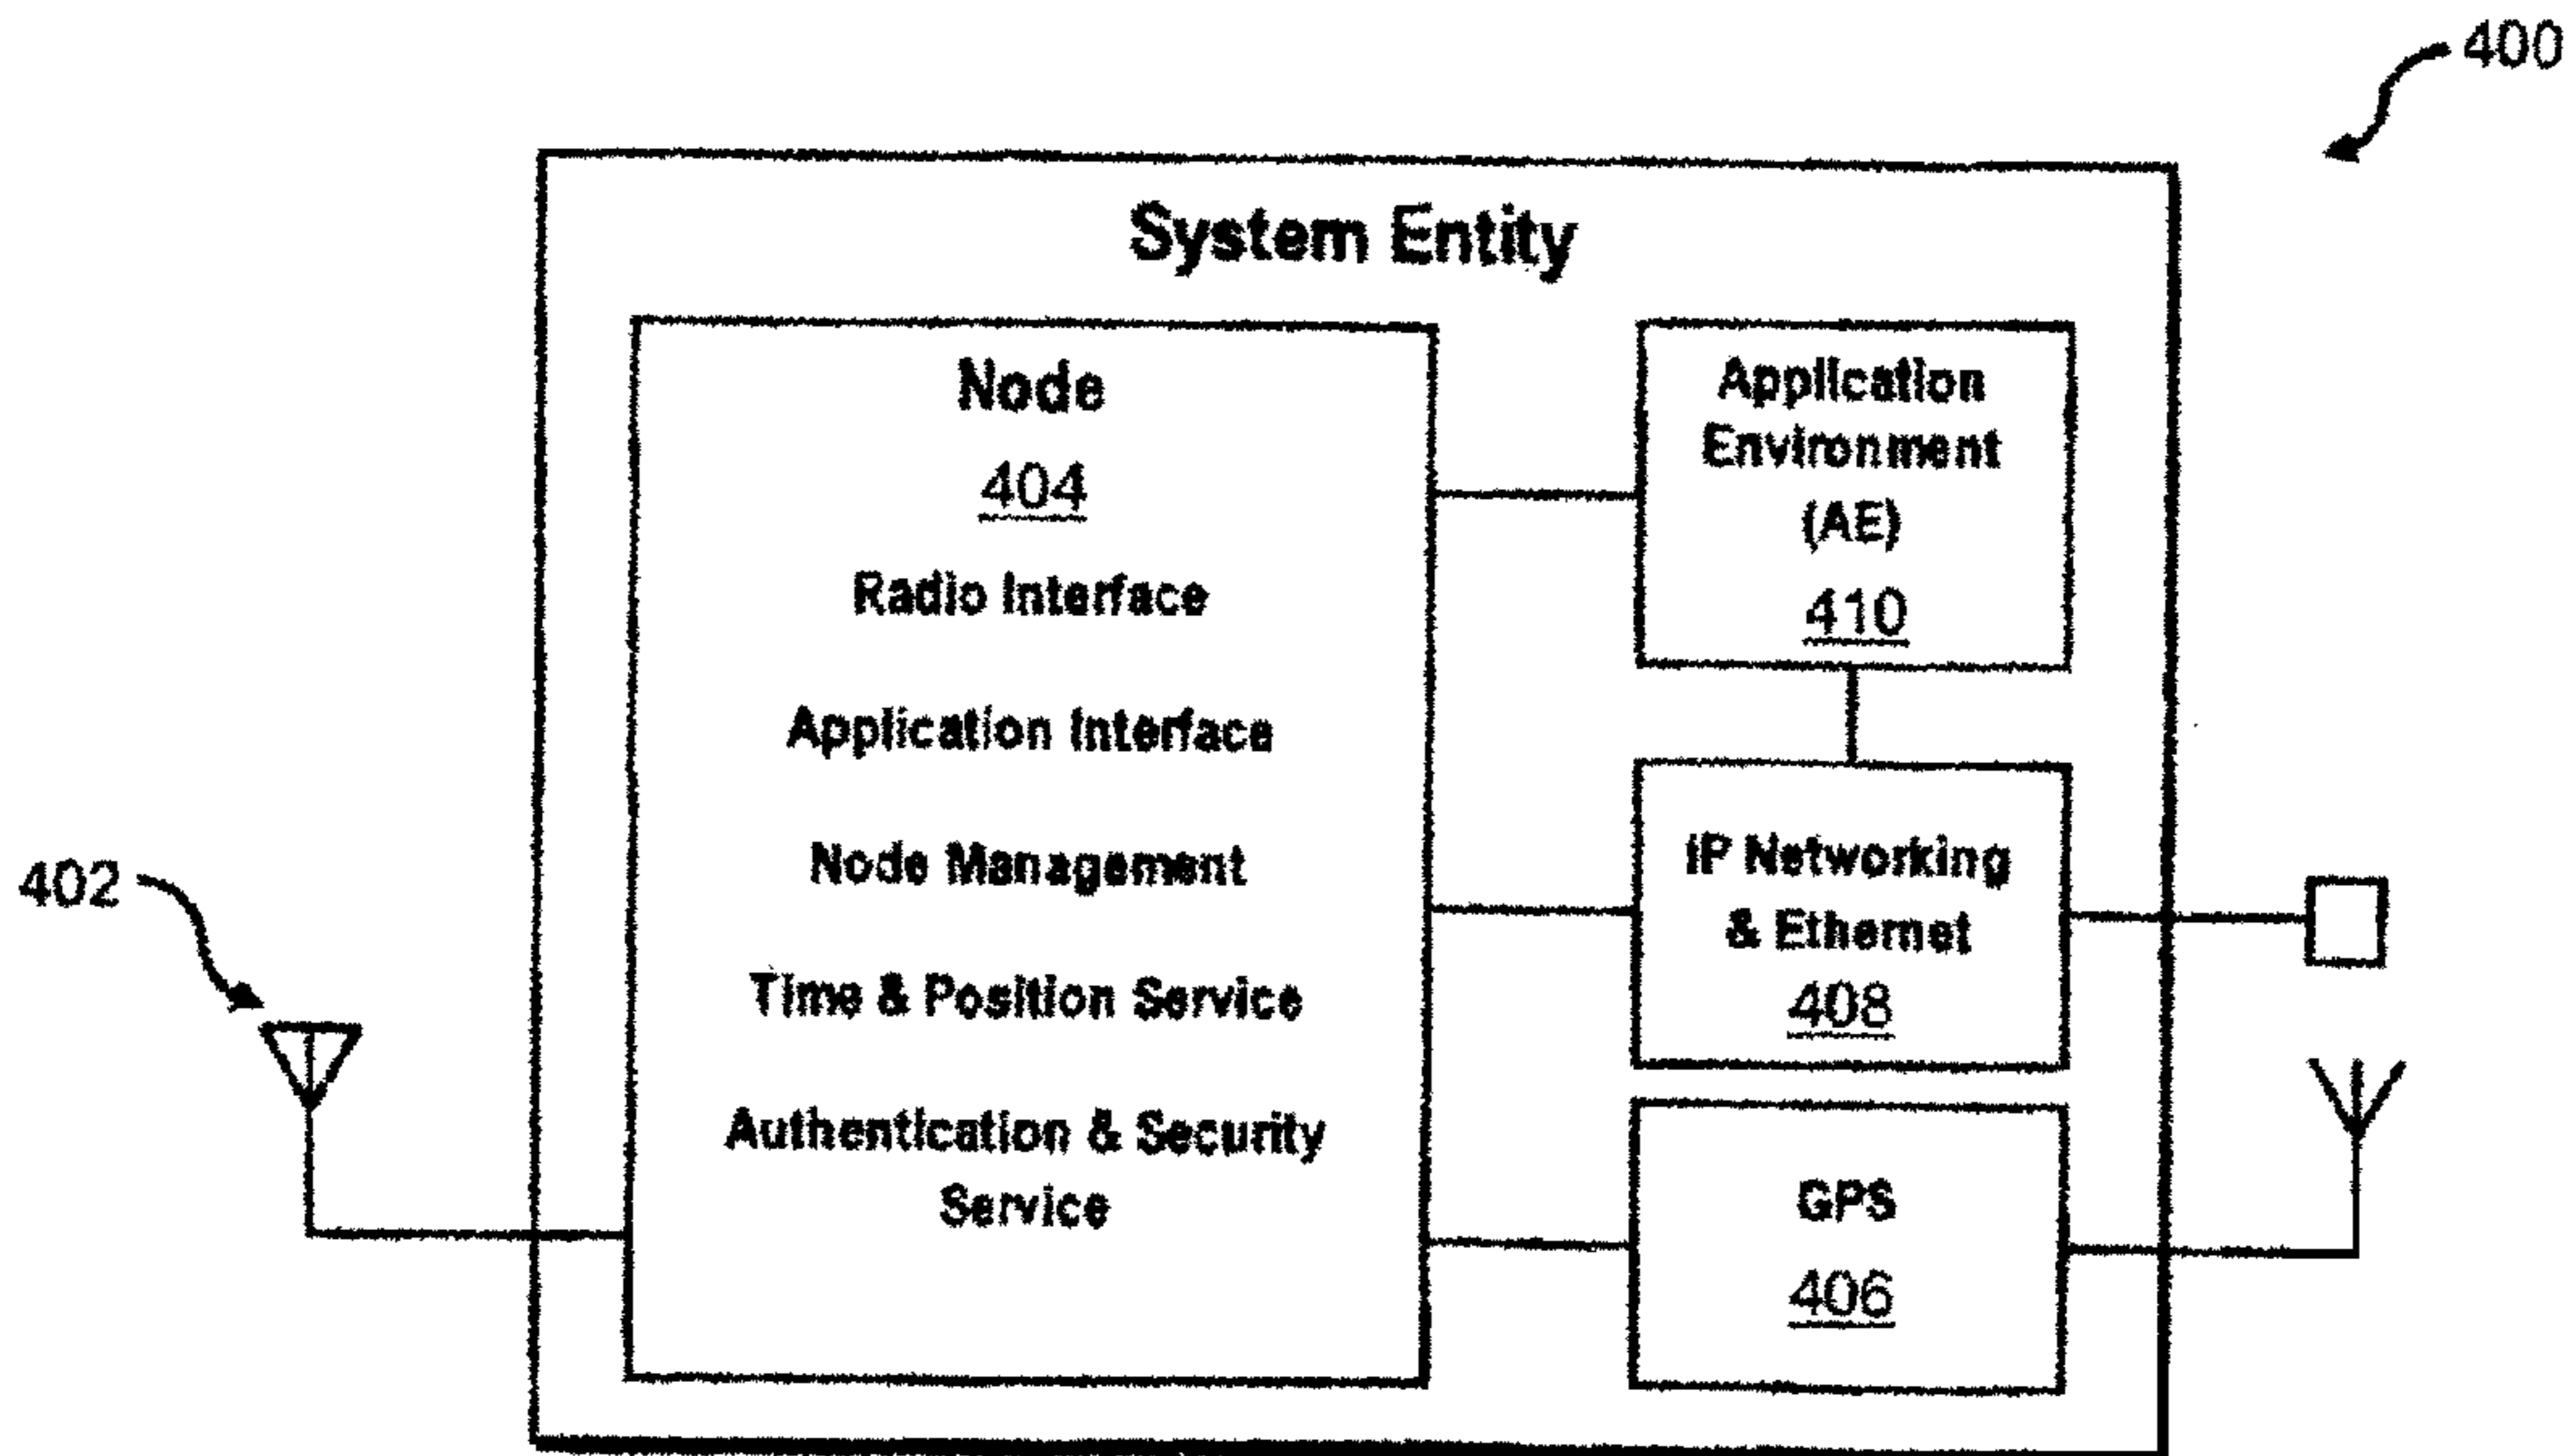 400
System Entity
Node
404
Radio Interface
Application Interface
Node Management
Time & Position Service
Authentication & Security
Service
Application
Environment
(AE)
410
IP Networking
& Ethernet
408
GPS
406
402